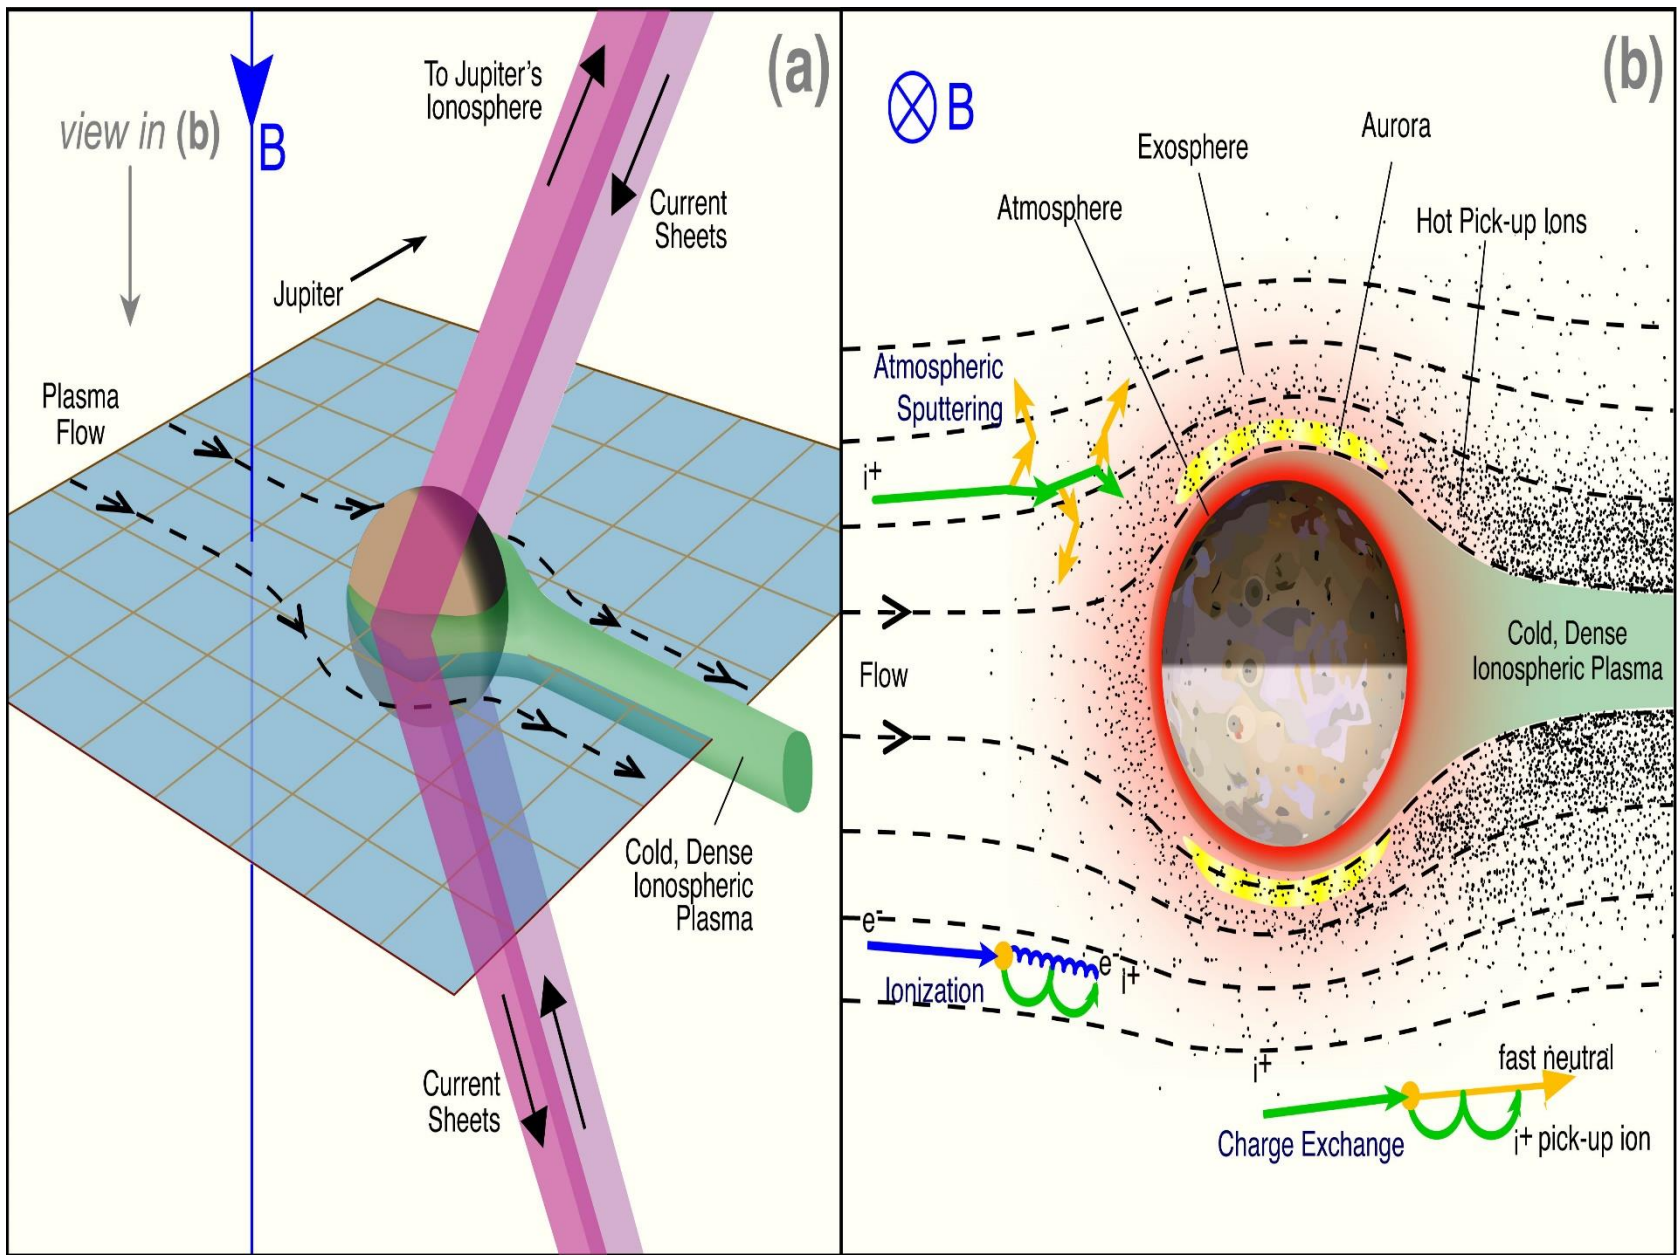 (a)
To Jupiter's
Ionosphere
view in (b)
B
Current
Sheets
Jupiter
Plasma
Flow
Cold, Dense
Ionospheric
Plasma
Current
Sheets
(b)
B
Aurora
Exosphere
Atmosphere
Hot Pick-up Ions
Atmospheric
Sputtering
i+
Flow
Cold, Dense
Ionospheric Plasma
e-
Ionization
e-
i+
i+
fast neutral
Charge Exchange
i+ pick-up ion